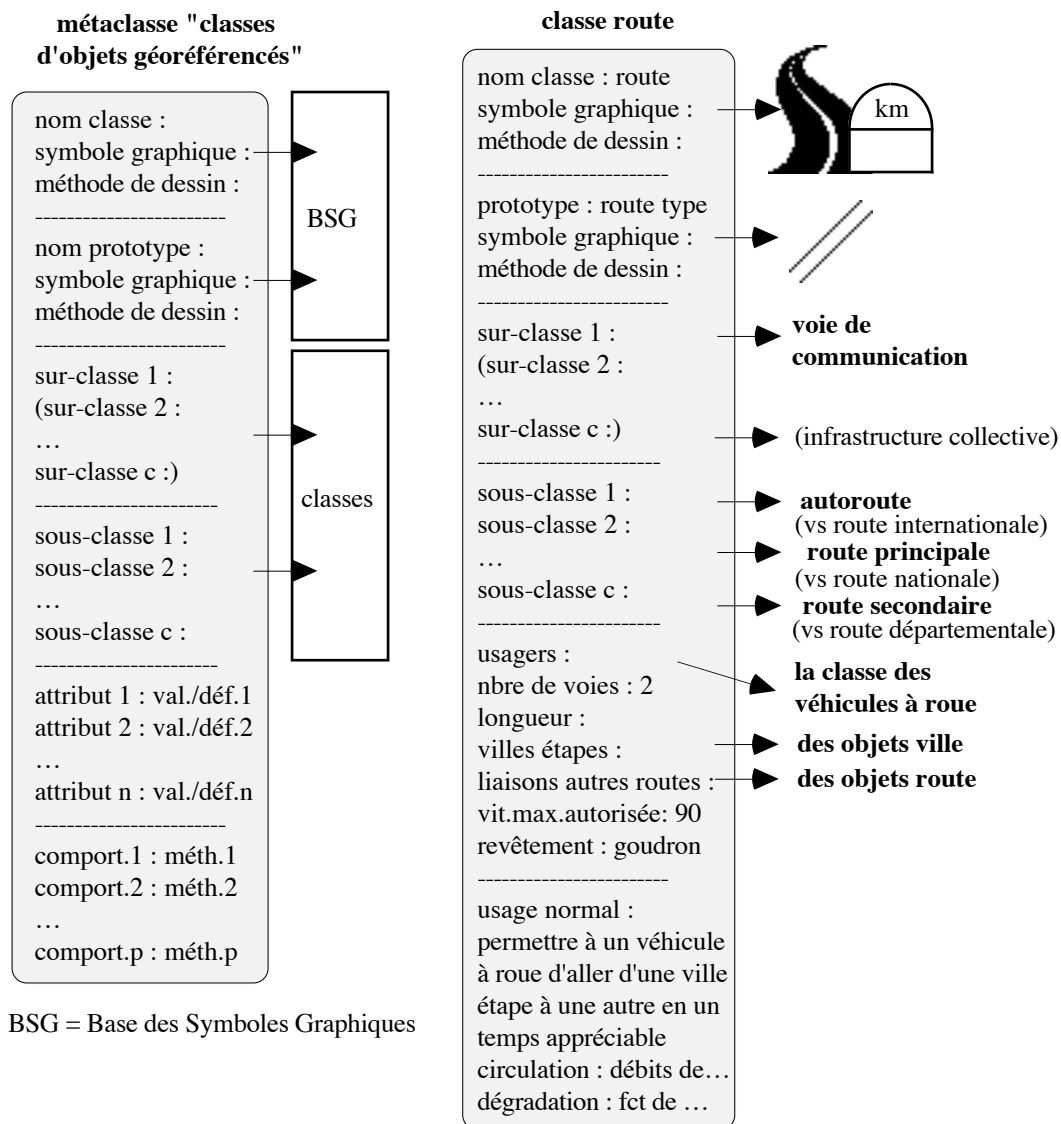 métaclasse "classes
d'objets géoréférencés"
nom classe :
symbole graphique :
méthode de dessin :
------------------------
nom prototype :
symbole graphique :
méthode de dessin :
------------------------
sur-classe 1 :
(sur-classe 2 :
…
sur-classe c :)
-----------------------
sous-classe 1 :
sous-classe 2 :
…
sous-classe c :
-----------------------
attribut 1 : val./déf.1
attribut 2 : val./déf.2
…
attribut n : val./déf.n
------------------------
comport.1 : méth.1
comport.2 : méth.2
…
comport.p : méth.p
BSG
classes
BSG = Base des Symboles Graphiques
classe route
nom classe : route
symbole graphique :
méthode de dessin :
------------------------
prototype : route type
symbole graphique :
méthode de dessin :
------------------------
sur-classe 1 :
(sur-classe 2 :
…
sur-classe c :)
-----------------------
sous-classe 1 :
sous-classe 2 :
…
sous-classe c :
-----------------------
usagers :
nbre de voies : 2
longueur :
villes étapes :
liaisons autres routes :
vit.max.autorisée: 90
revêtement : goudron
------------------------
usage normal :
permettre à un véhicule
à roue d'aller d'une ville
étape à une autre en un
temps appréciable
circulation : débits de…
dégradation : fct de …
km
voie de
communication
(infrastructure collective)
autoroute
(vs route internationale)
route principale
(vs route nationale)
route secondaire
(vs route départementale)
la classe des
véhicules à roue
des objets ville
des objets route